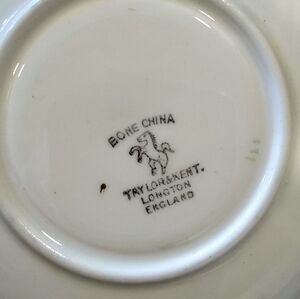 BONE CHINA
TAYLOR & KENT.
LONGTON
ENGLAND